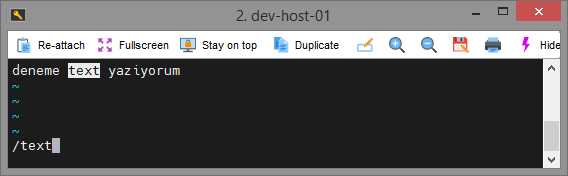 2. dev-host-01
Re-attach Fullscreen Stay on top Duplicate Hide
deneme text yaziyorum
~
~
~
~
/text